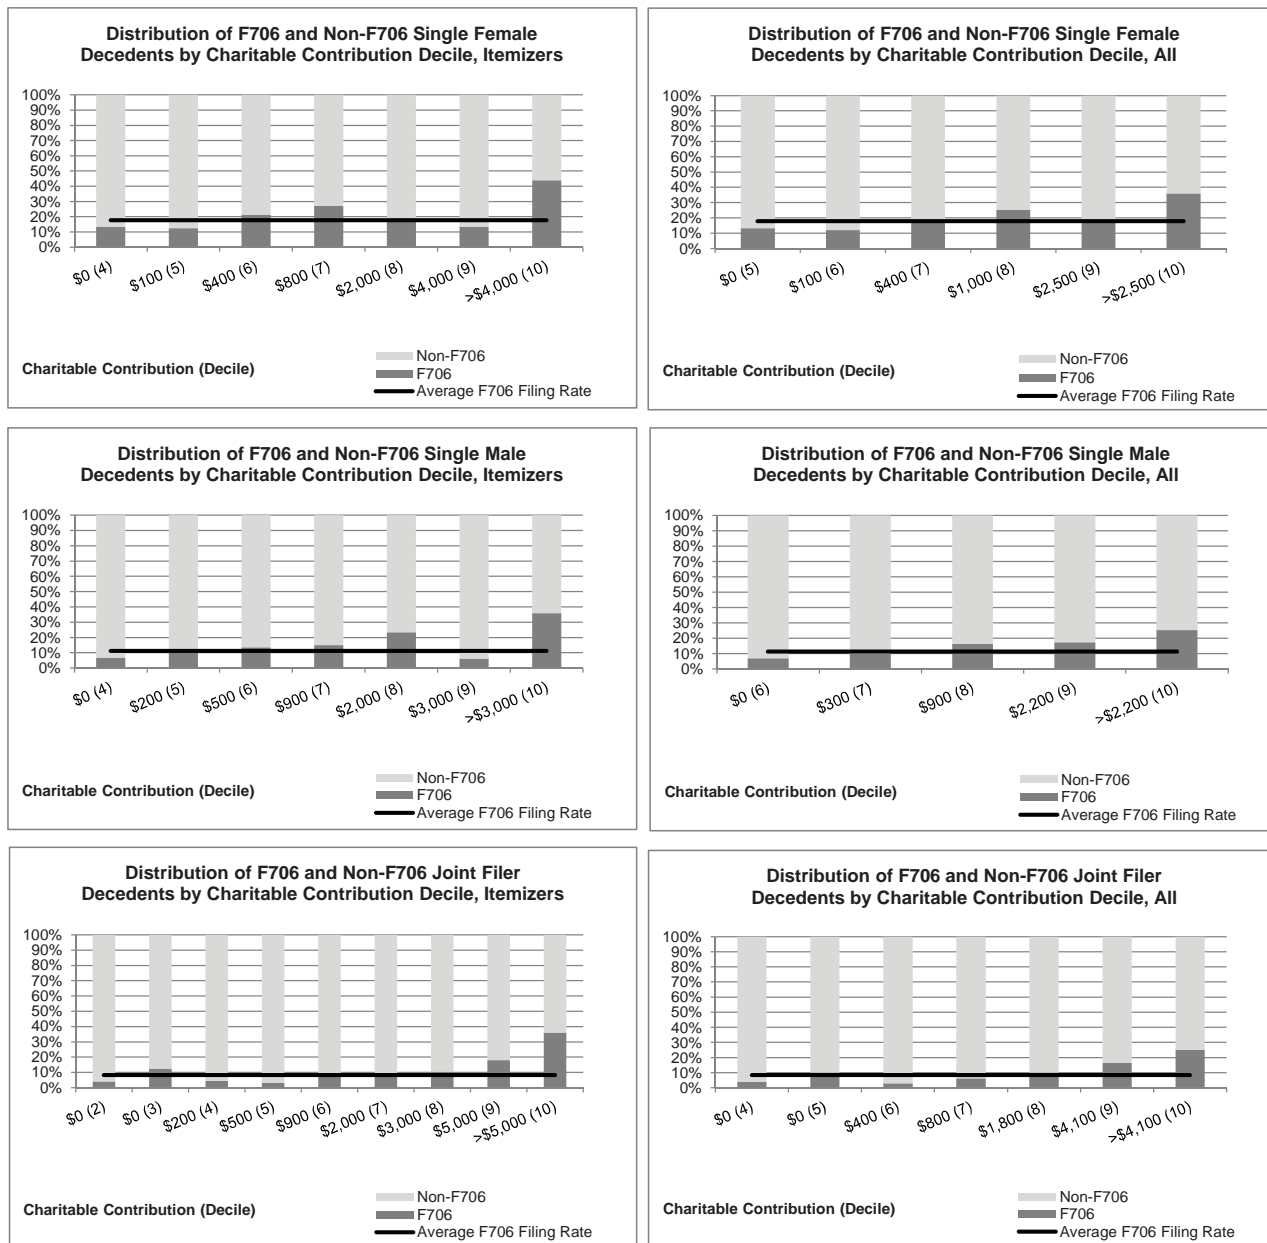 Distribution of F706 and Non-F706 Single Female
Decedents by Charitable Contribution Decile, Itemizers
100%
90%
80%
70%
60%
50%
40%
30%
20%
10%
0%
$0 (4)
$100 (5)
$400 (6)
$800 (7)
$2,000 (8)
$4,000 (9)
>$4,000 (10)
Charitable Contribution (Decile)
Non-F706
F706
Average F706 Filing Rate
Distribution of F706 and Non-F706 Single Female
Decedents by Charitable Contribution Decile, All
100%
90%
80%
70%
60%
50%
40%
30%
20%
10%
0%
$0 (5)
$100 (6)
$400 (7)
$1,000 (8)
$2,500 (9)
>$2,500 (10)
Charitable Contribution (Decile)
Non-F706
F706
Average F706 Filing Rate
Distribution of F706 and Non-F706 Single Male
Decedents by Charitable Contribution Decile, Itemizers
100%
90%
80%
70%
60%
50%
40%
30%
20%
10%
0%
$0 (4)
$200 (5)
$500 (6)
$900 (7)
$2,000 (8)
$3,000 (9)
>$3,000 (10)
Charitable Contribution (Decile)
Non-F706
F706
Average F706 Filing Rate
Distribution of F706 and Non-F706 Single Male
Decedents by Charitable Contribution Decile, All
100%
90%
80%
70%
60%
50%
40%
30%
20%
10%
0%
$0 (6)
$300 (7)
$900 (8)
$2,200 (9)
>$2,200 (10)
Charitable Contribution (Decile)
Non-F706
F706
Average F706 Filing Rate
Distribution of F706 and Non-F706 Joint Filer
Decedents by Charitable Contribution Decile, Itemizers
100%
90%
80%
70%
60%
50%
40%
30%
20%
10%
0%
$0 (2)
$0 (3)
$200 (4)
$500 (5)
$900 (6)
$2,000 (7)
$3,000 (8)
$5,000 (9)
>$5,000 (10)
Charitable Contribution (Decile)
Non-F706
F706
Average F706 Filing Rate
Distribution of F706 and Non-F706 Joint Filer
Decedents by Charitable Contribution Decile, All
100%
90%
80%
70%
60%
50%
40%
30%
20%
10%
0%
$0 (4)
$0 (5)
$400 (6)
$800 (7)
$1,800 (8)
$4,100 (9)
>$4,100 (10)
Charitable Contribution (Decile)
Non-F706
F706
Average F706 Filing Rate